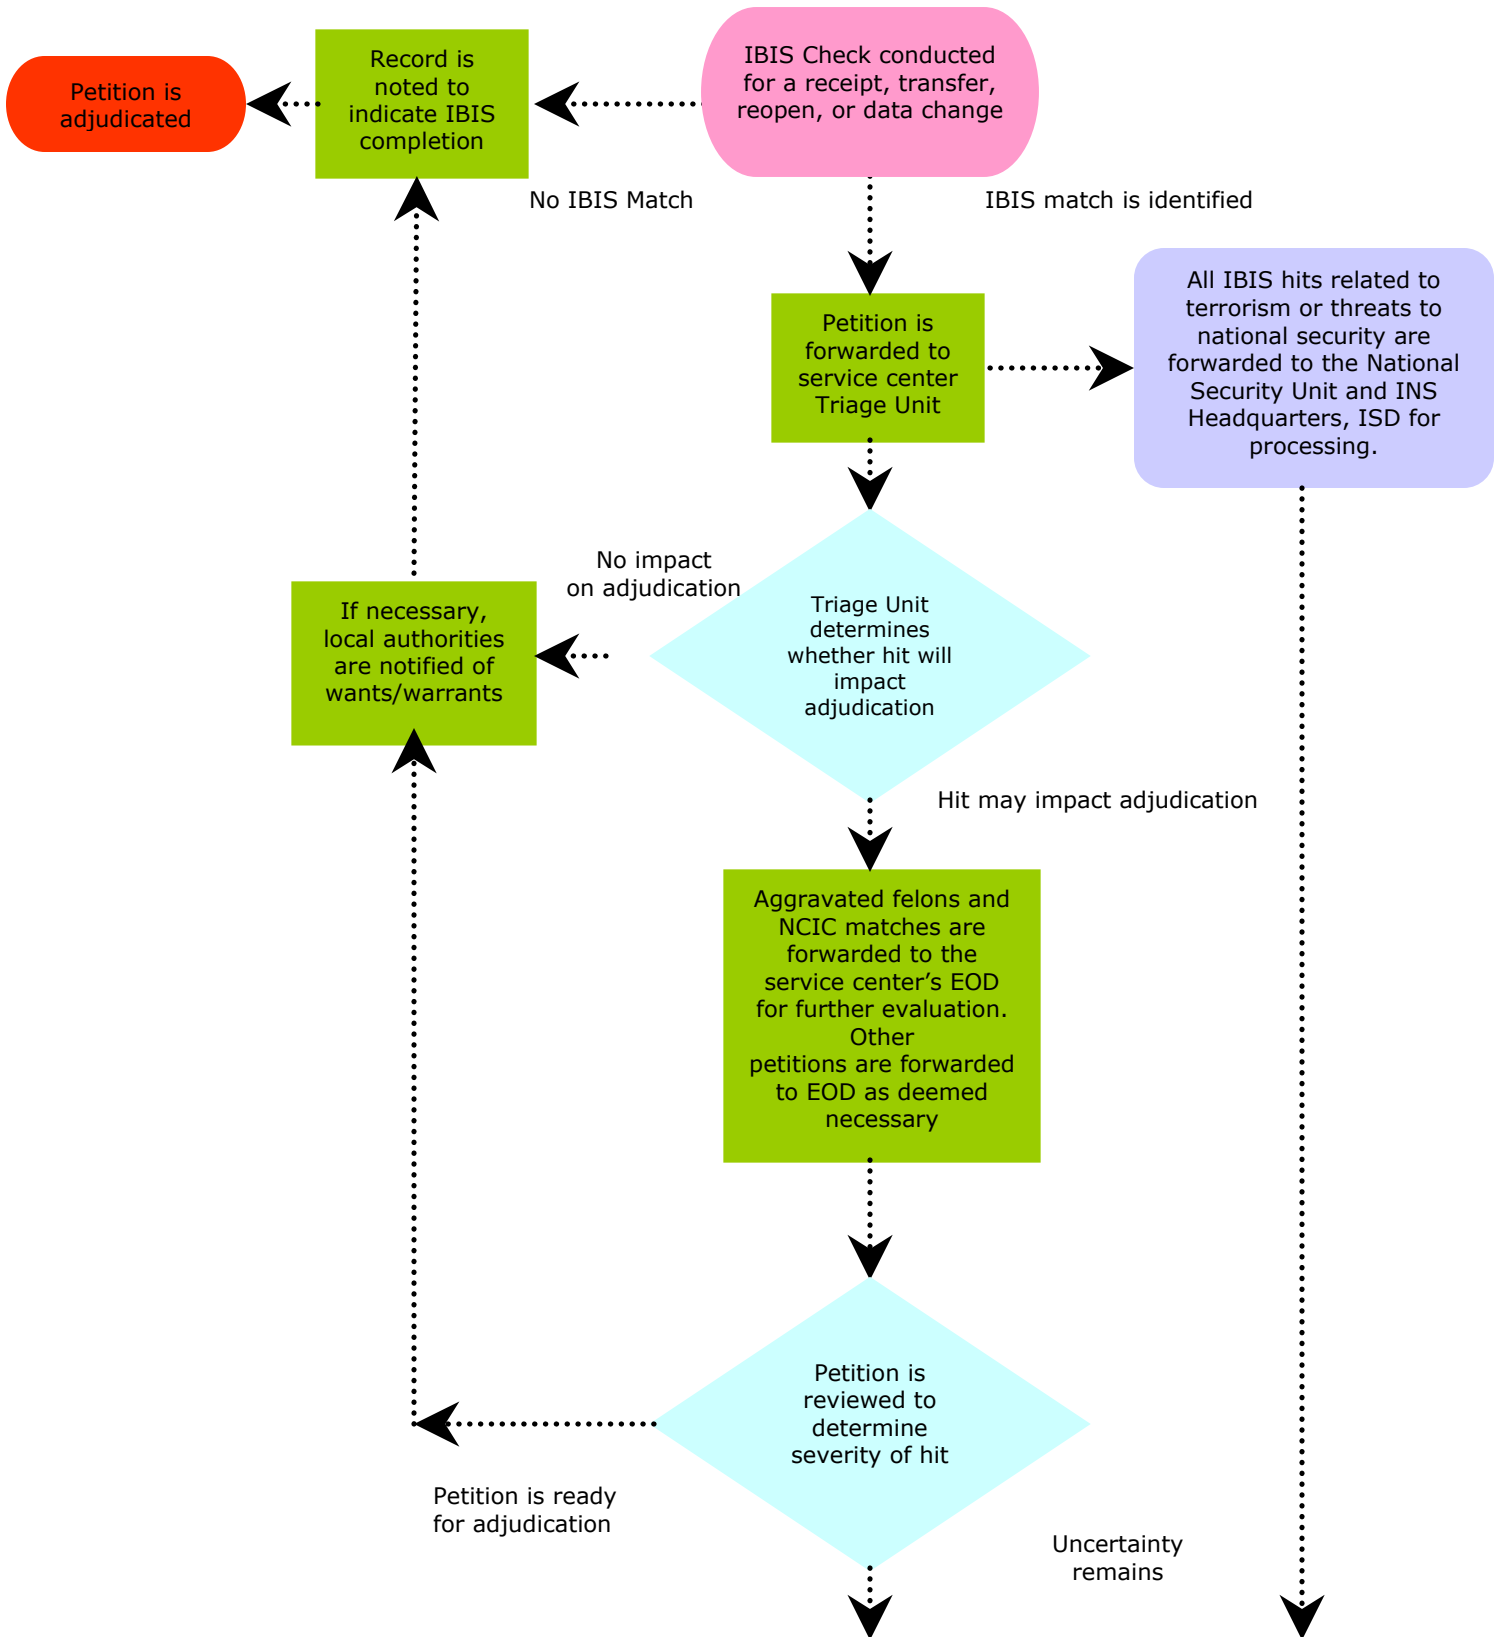 Petition is
adjudicated
Record is
noted to
indicate IBIS
completion
IBIS Check conducted
for a receipt, transfer,
reopen, or data change
No IBIS Match
IBIS match is identified
Petition is
forwarded to
service center
Triage Unit
All IBIS hits related to
terrorism or threats to
national security are
forwarded to the National
Security Unit and INS
Headquarters, ISD for
processing.
No impact
on adjudication
If necessary,
local authorities
are notified of
wants/warrants
Triage Unit
determines
whether hit will
impact
adjudication
Hit may impact adjudication
Aggravated felons and
NCIC matches are
forwarded to the
service center’s EOD
for further evaluation.
Other
petitions are forwarded
to EOD as deemed
necessary
Petition is
reviewed to
determine
severity of hit
Petition is ready
for adjudication
Uncertainty
remains